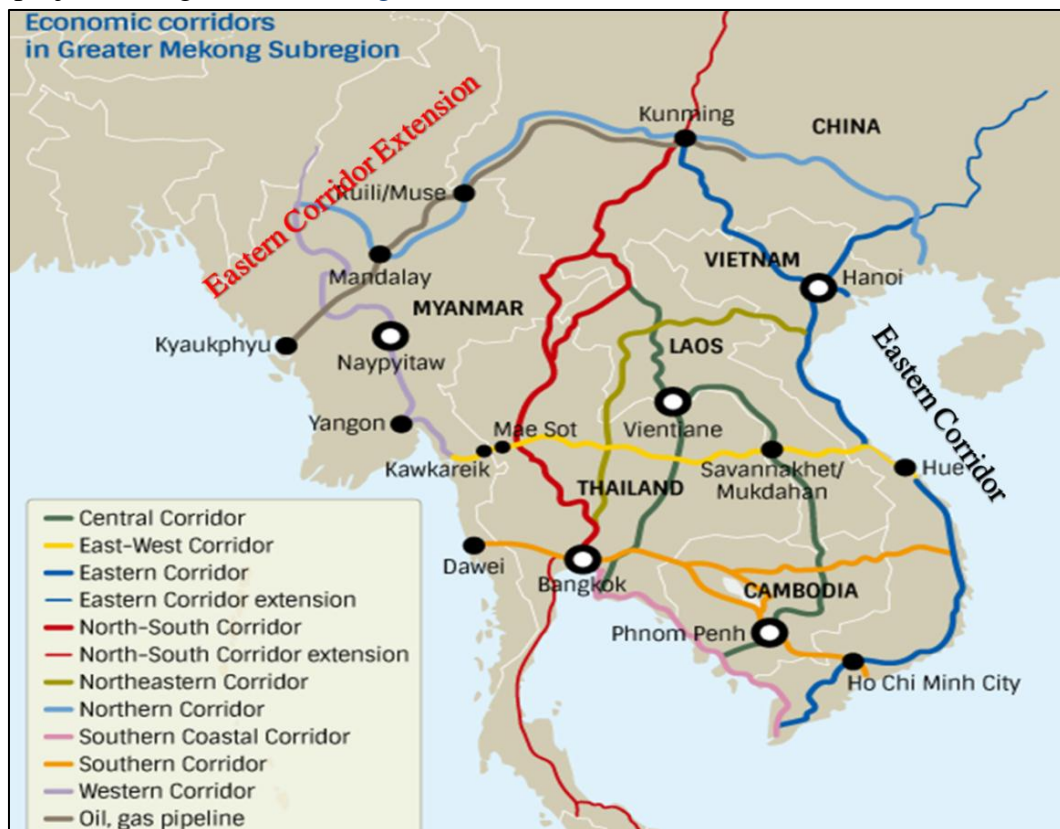 Economic corridors
in Greater Mekong Subregion
Eastern Corridor Extension
Kunming
CHINA
Ruili/Muse
Mandalay
VIETNAM
Hanoi
MYANMAR
Kyaukphyu
Naypyitaw
LAOS
Eastern Corridor
Yangon
Mae Sot
Vientiane
Kawkareik
Savannakhet/
Mukdahan
Hue
THAILAND
Dawei
Bangkok
CAMBODIA
Phnom Penh
Ho Chi Minh City
Central Corridor
East–West Corridor
Eastern Corridor
Eastern Corridor extension
North–South Corridor
North–South Corridor extension
Northeastern Corridor
Northern Corridor
Southern Coastal Corridor
Southern Corridor
Western Corridor
Oil, gas pipeline